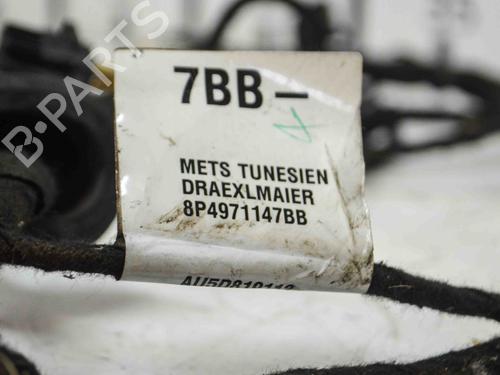 7BB-
METS TUNESIEN
DRAEXLMAIER
8P4971147BB
B-PARTS